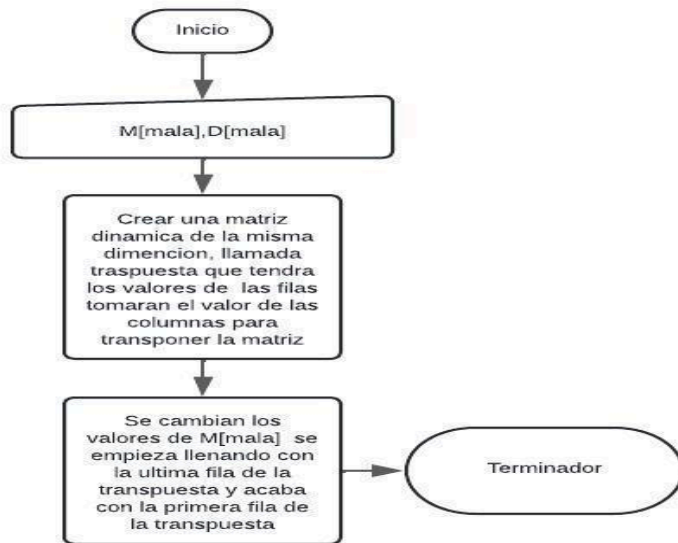 Inicio
M[mala],D[mala]
Crear una matriz
dinamica de la misma
dimencion, llamada
traspuesta que tendra
los valores de las filas
tomaran el valor de las
columnas para
transponer la matriz
Se cambian los
valores de M[mala] se
empieza llenando con
la ultima fila de la
transpuesta y acaba
con la primera fila de
la transpuesta
Terminador